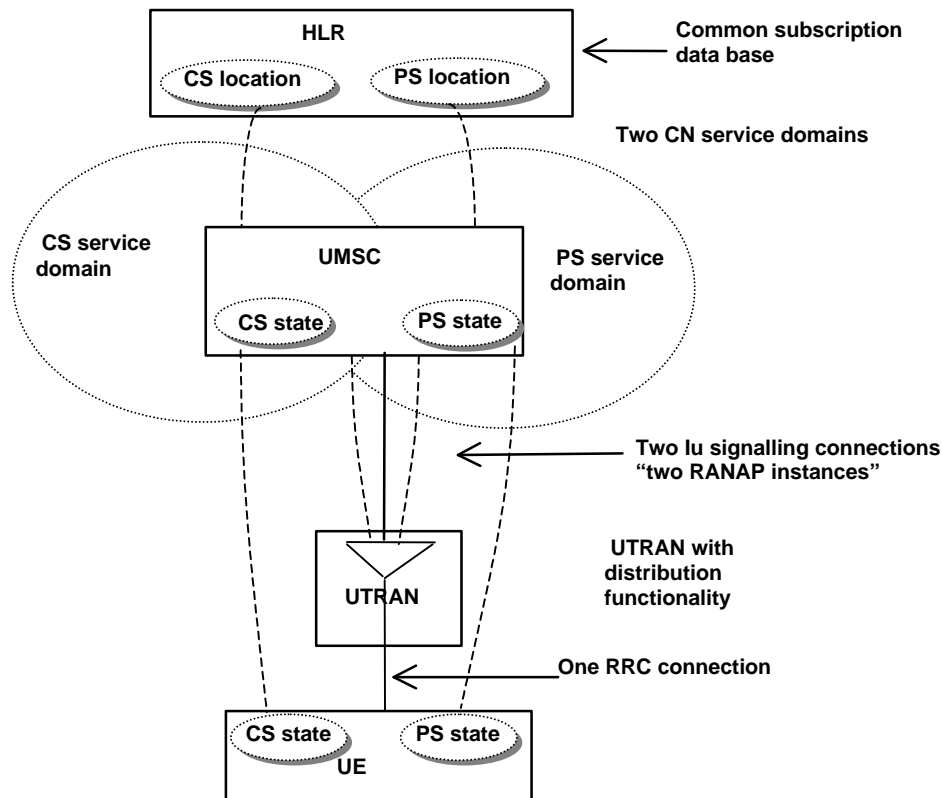 HLR
Common subscription
data base
CS location
PS location
Two CN service domains
CS service
domain
UMSC
PS service
domain
CS state
PS state
Two Iu signalling connections
“two RANAP instances”
UTRAN with
distribution
functionality
UTRAN
One RRC connection
CS state
PS state
UE